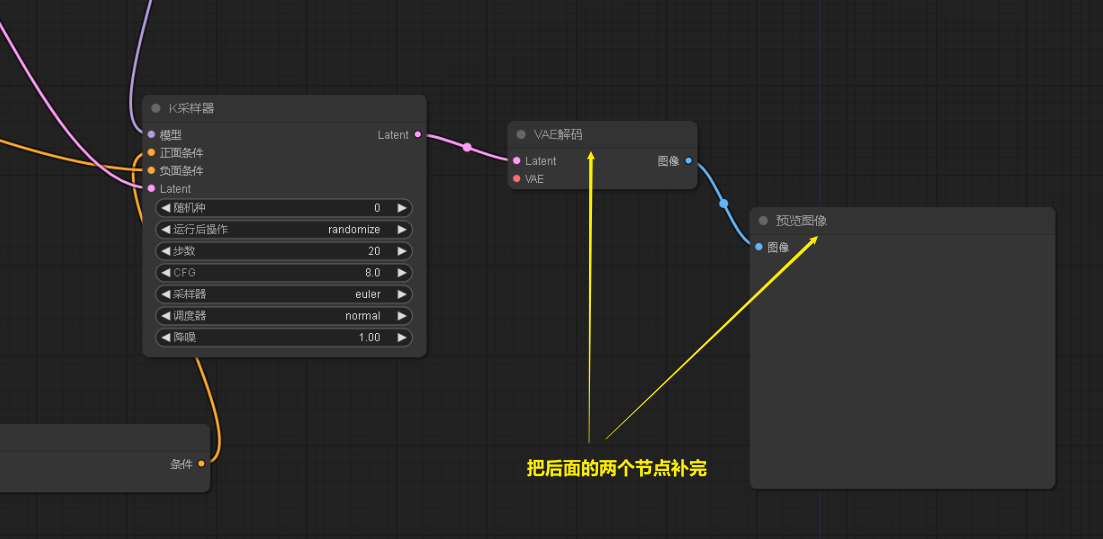 K采样器
模型
Latent
正面条件
负面条件
Latent
随机种 0
运行后操作 randomize
步数 20
CFG 8.0
采样器 euler
调度器 normal
降噪 1.00
VAE解码
Latent 图像
VAE
预览图像
图像
条件
把后面的两个节点补完